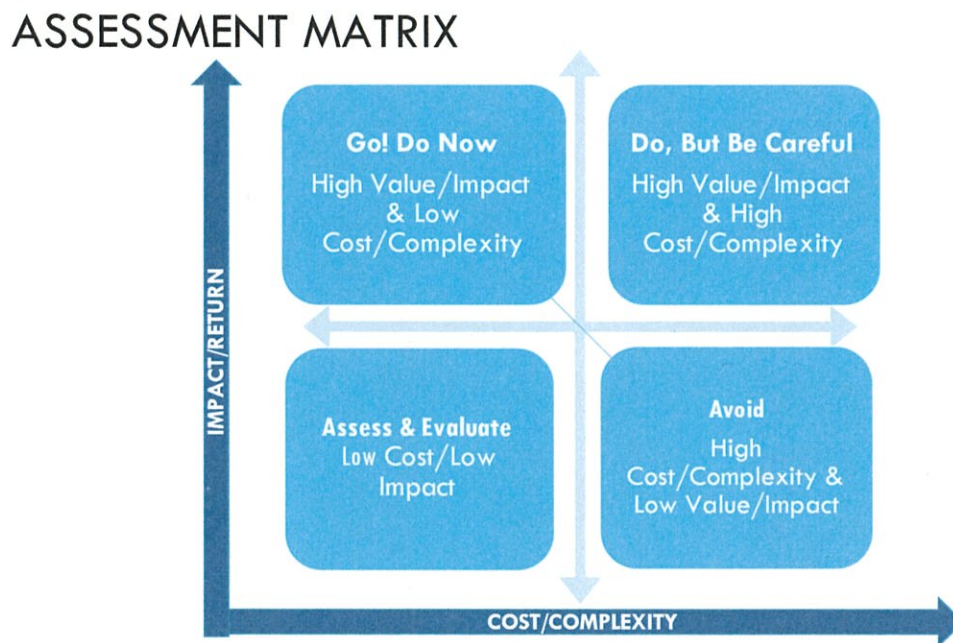 ASSESSMENT MATRIX
Go! Do Now
High Value/Impact
& Low
Cost/Complexity
Do, But Be Careful
High Value/Impact
& High
Cost/Complexity
IMPACT/RETURN
Assess & Evaluate
Low Cost/Low
Impact
Avoid
High
Cost/Complexity &
Low Value/Impact
COST/COMPLEXITY